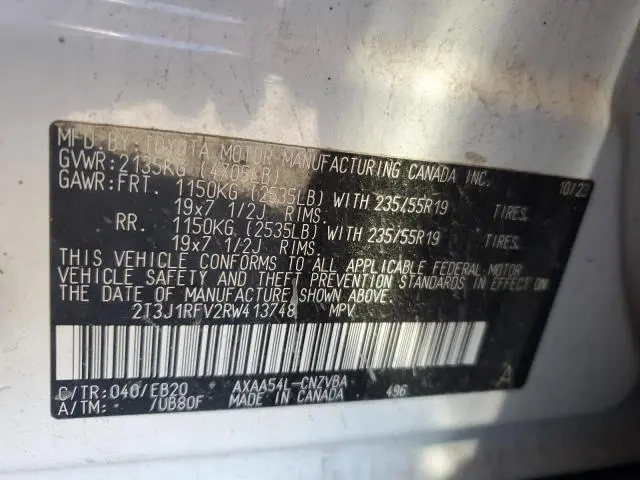 MFD. BY: TOYOTA MOTOR MANUFACTURING CANADA INC. 10/23
GVWR: 2135KG (4705LB)
GAWR: FRT. 1150KG (2535LB) WITH 235/55R19 TIRES,
19x7 1/2J RIMS.
RR. 1150KG (2535LB) WITH 235/55R19 TIRES,
19x7 1/2J RIMS.
THIS VEHICLE CONFORMS TO ALL APPLICABLE FEDERAL MOTOR
VEHICLE SAFETY AND THEFT PREVENTION STANDARDS IN EFFECT
ON THE DATE OF MANUFACTURE SHOWN ABOVE.
2T3J1RFV2RW413748 MPV
C/TR: 040/EB20 AXAA54L-CNZVBA A
A/TM: /UB80F MADE IN CANADA 496